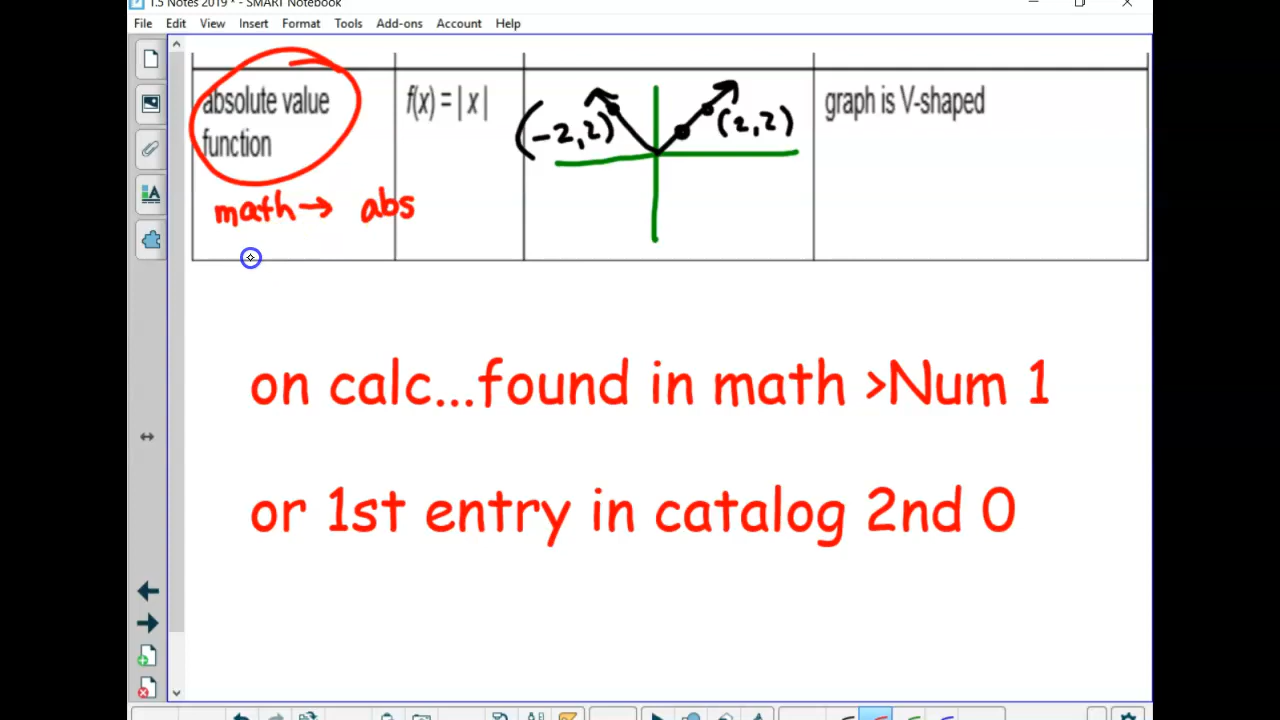 1.5 Notes 2019 * - SMART Notebook
File Edit View Insert Format Tools Add-ons Account Help
absolute value
function
f(x) = | x |
(-2,2)
(2,2)
graph is V-shaped
math → abs
on calc...found in math >Num 1
or 1st entry in catalog 2nd 0